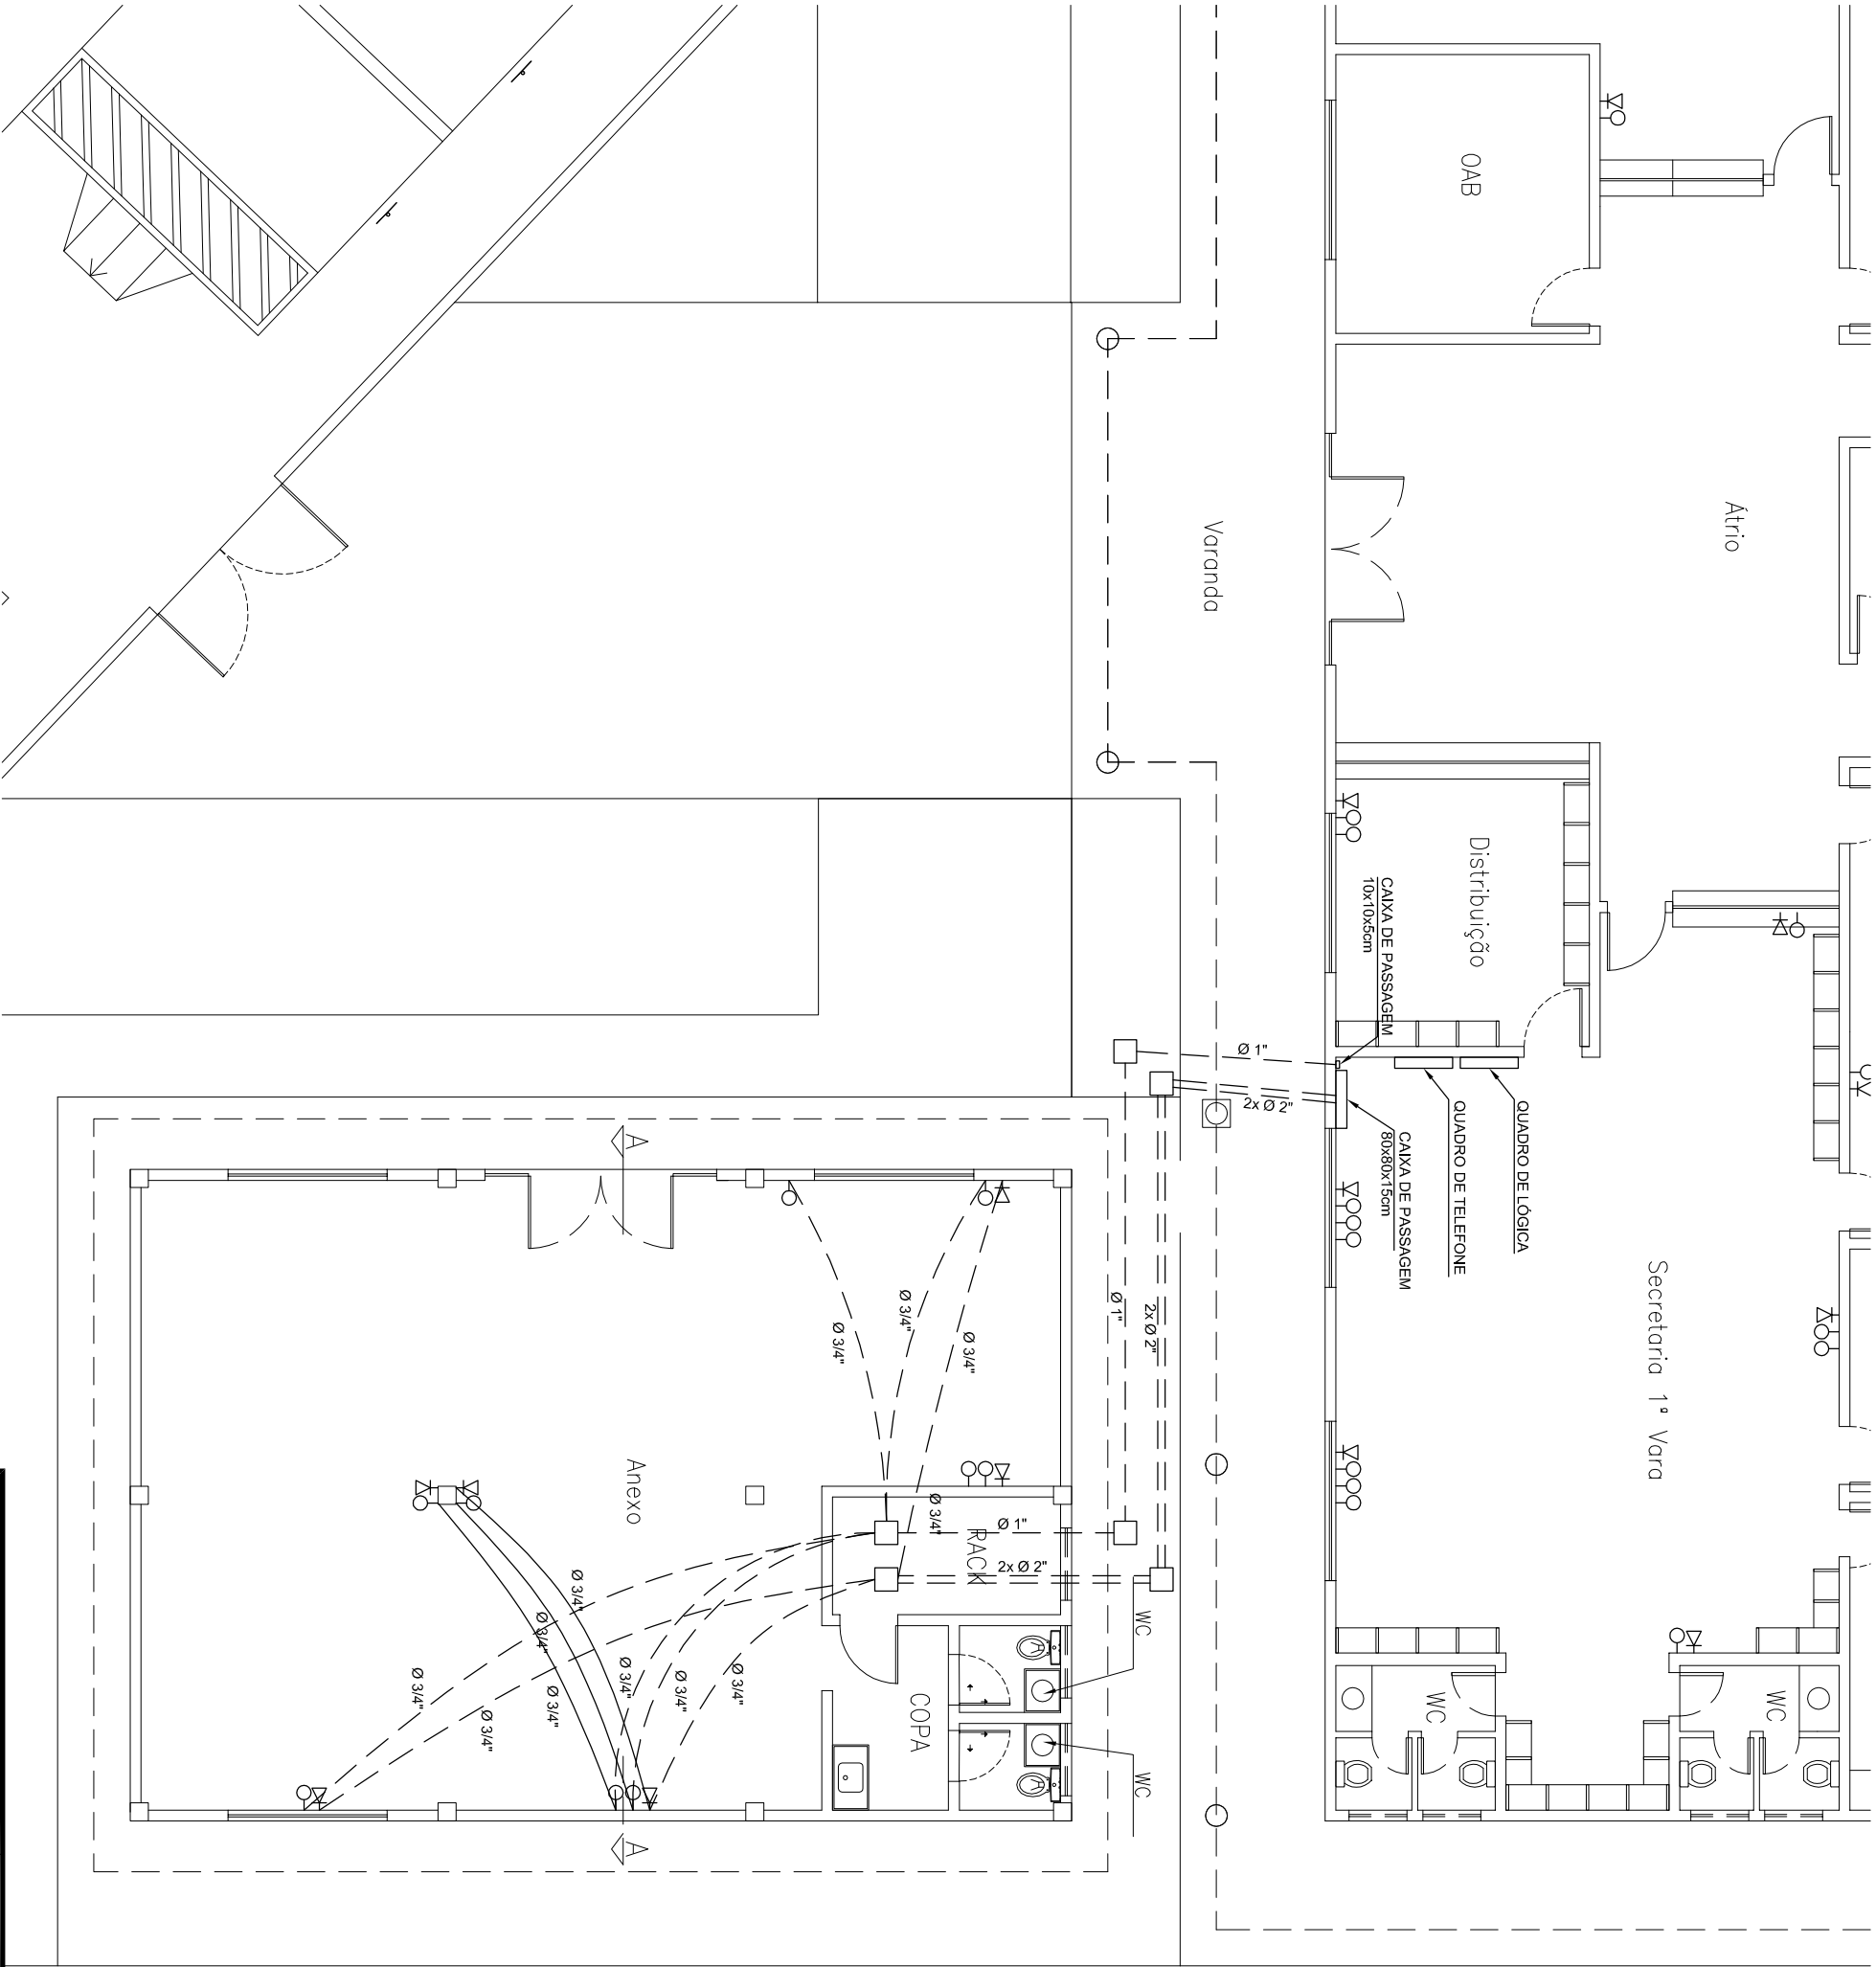 OAB
Átrio
Varanda
Distribuição
CAIXA DE PASSAGEM
10x10x5cm
QUADRO DE LÓGICA
QUADRO DE TELEFONE
CAIXA DE PASSAGEM
80x80x15cm
Secretaria 1ª Vara
Ø 1"
2x Ø 2"
Ø 1"
2x Ø 2"
A
Ø 3/4"
Ø 3/4"
Ø 3/4"
Anexo
Ø 3/4"
RACK
Ø 1"
2x Ø 2"
WC
WC
WC
WC
COPA
Ø 3/4"
Ø 3/4"
Ø 3/4"
Ø 3/4"
Ø 3/4"
Ø 3/4"
Ø 3/4"
Ø 3/4"
A